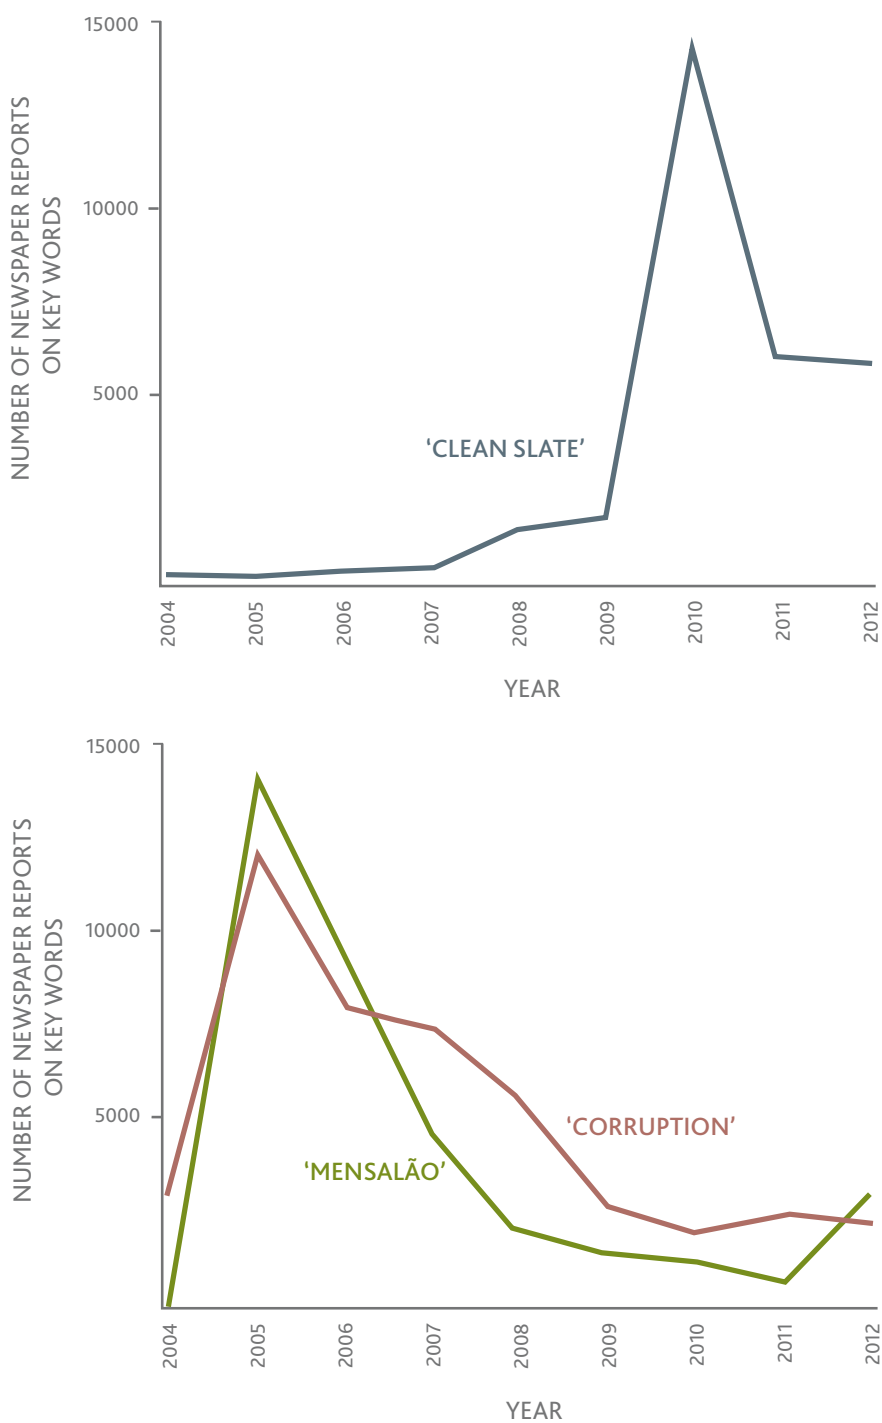 15000
10000
5000
NUMBER OF NEWSPAPER REPORTS
ON KEY WORDS
‘CLEAN SLATE’
2004
2005
2006
2007
2008
2009
2010
2011
2012
YEAR
15000
10000
5000
NUMBER OF NEWSPAPER REPORTS
ON KEY WORDS
‘CORRUPTION’
‘MENSALÃO’
2004
2005
2006
2007
2008
2009
2010
2011
2012
YEAR